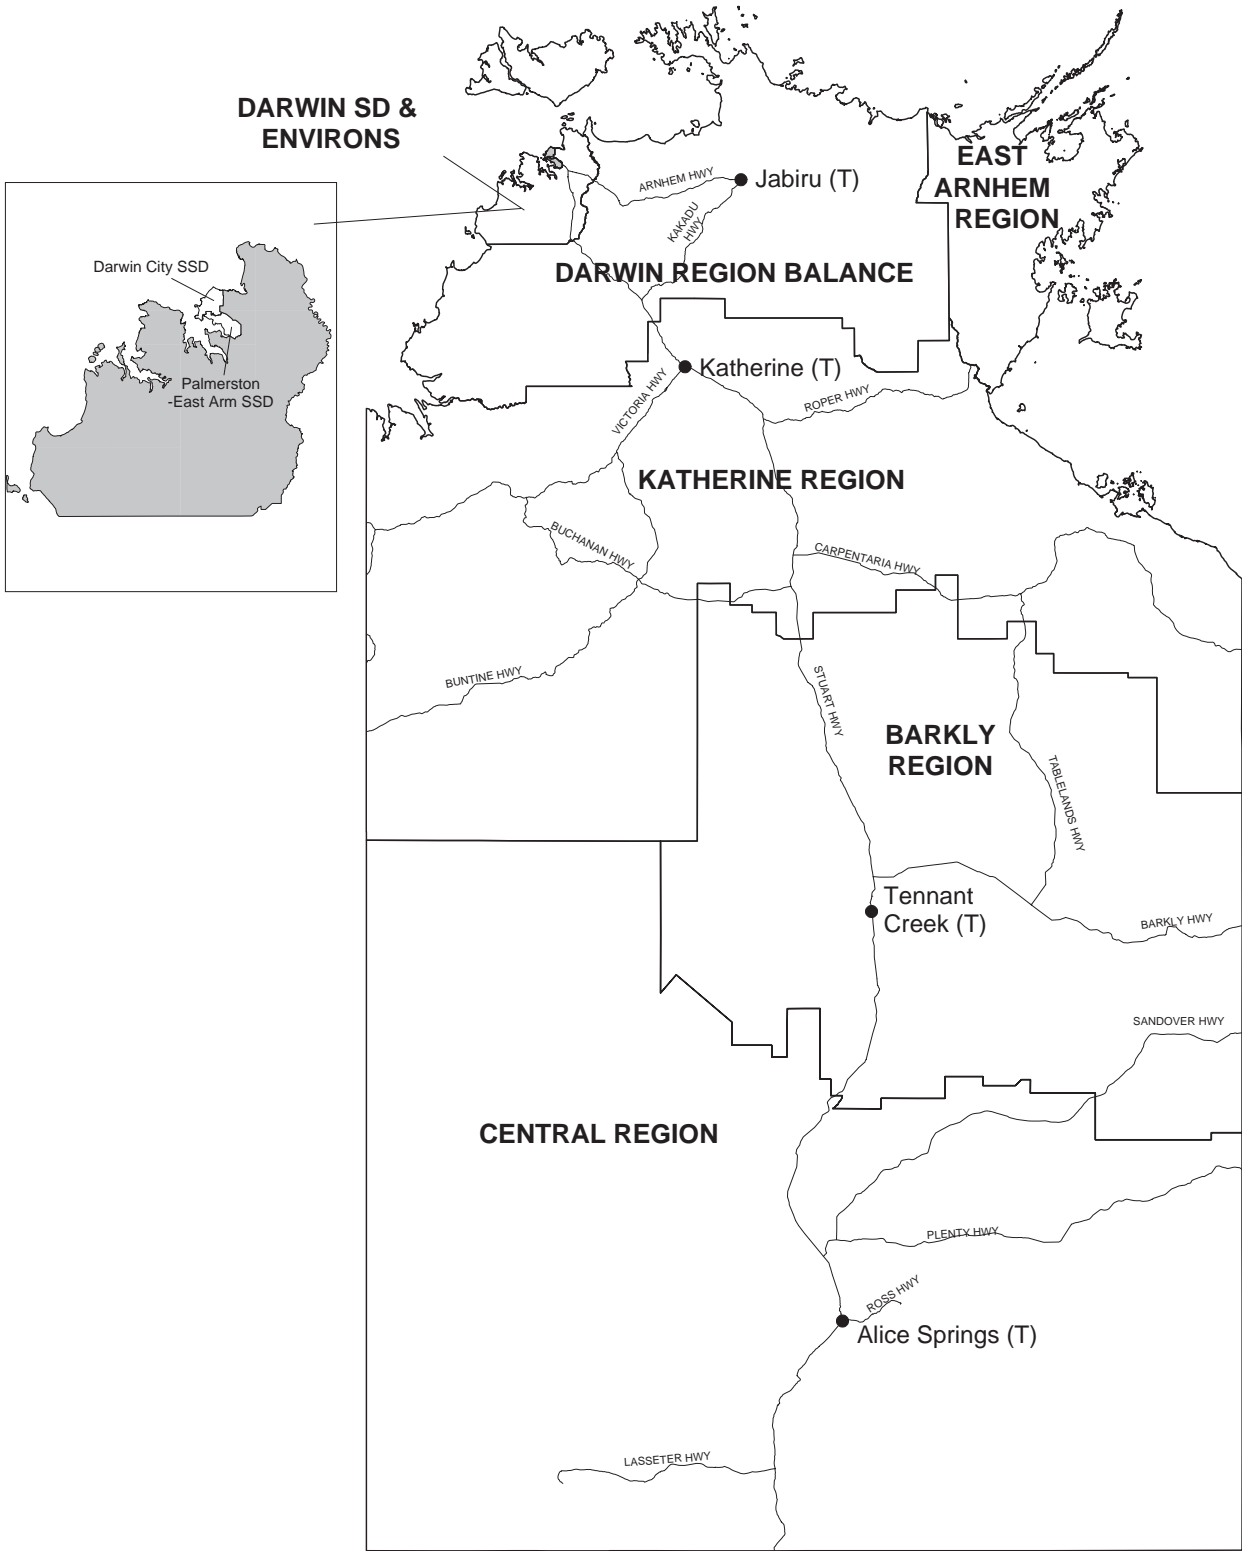 DARWIN SD &
ENVIRONS
EAST
ARNHEM
REGION
ARNHEM HWY
Jabiru (T)
KAKADU
HWY
Darwin City SSD
DARWIN REGION BALANCE
Palmerston
-East Arm SSD
Katherine (T)
VICTORIA HWY
ROPER HWY
KATHERINE REGION
BUCHANAN HWY
CARPENTARIA HWY
BUNTINE HWY
STUART HWY
BARKLY
REGION
TABLELANDS HWY
Tennant
Creek (T)
BARKLY HWY
SANDOVER HWY
CENTRAL REGION
PLENTY HWY
ROSS HWY
Alice Springs (T)
LASSETER HWY